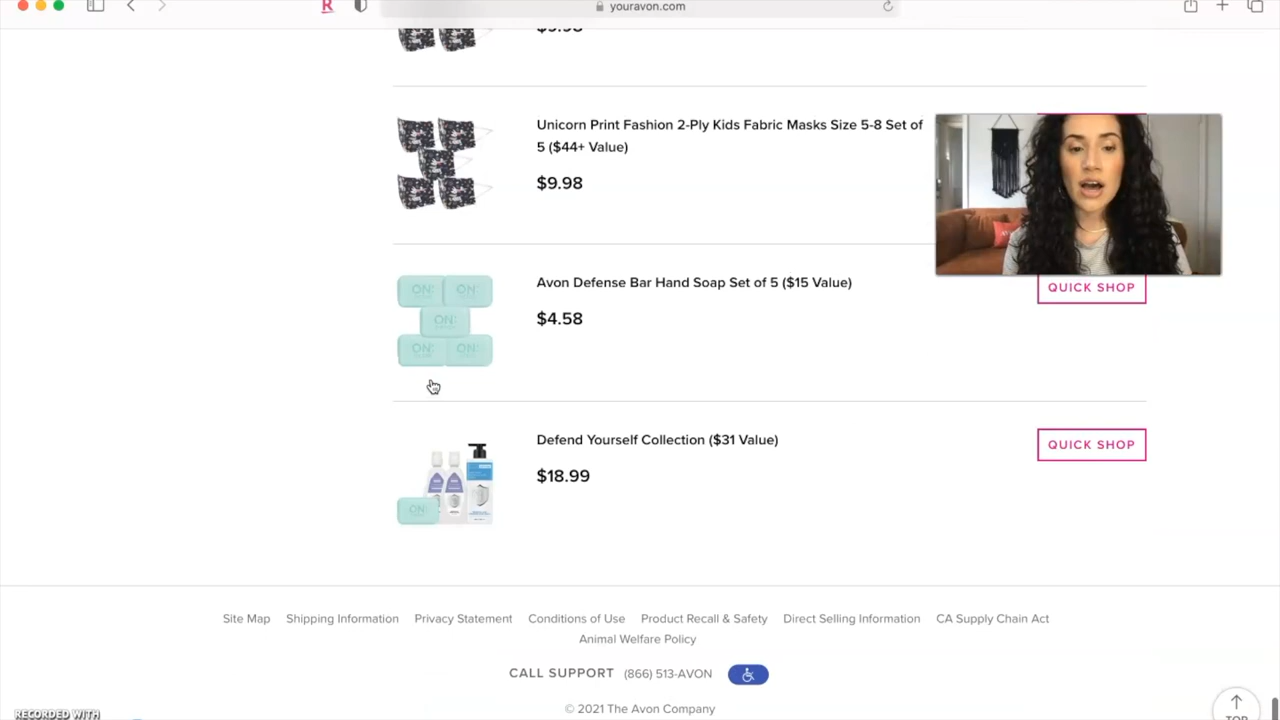 R
youravon.com
$9.98
Unicorn Print Fashion 2-Ply Kids Fabric Masks Size 5-8 Set of
5 ($44+ Value)
$9.98
Avon Defense Bar Hand Soap Set of 5 ($15 Value)
QUICK SHOP
$4.58
ON:
ON:
ON:
ON:
ON:
Defend Yourself Collection ($31 Value)
QUICK SHOP
$18.99
ON:
Site Map Shipping Information Privacy Statement Conditions of Use Product Recall & Safety Direct Selling Information CA Supply Chain Act
Animal Welfare Policy
CALL SUPPORT (866) 513-AVON
© 2021 The Avon Company
TOP
RECORDED WITH